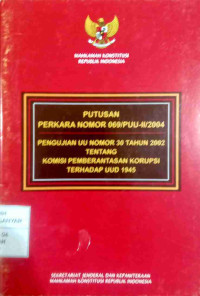 MAHKAMAH KONSTITUSI
REPUBLIK INDONESIA
PUTUSAN
PERKARA NOMOR 069/PUU-II/2004
PENGUJIAN UU NOMOR 30 TAHUN 2002
TENTANG
KOMISI PEMBERANTASAN KORUPSI
TERHADAP UUD 1945
SEKRETARIAT JENDERAL DAN KEPANITERAAN
MAHKAMAH KONSTITUSI REPUBLIK INDONESIA